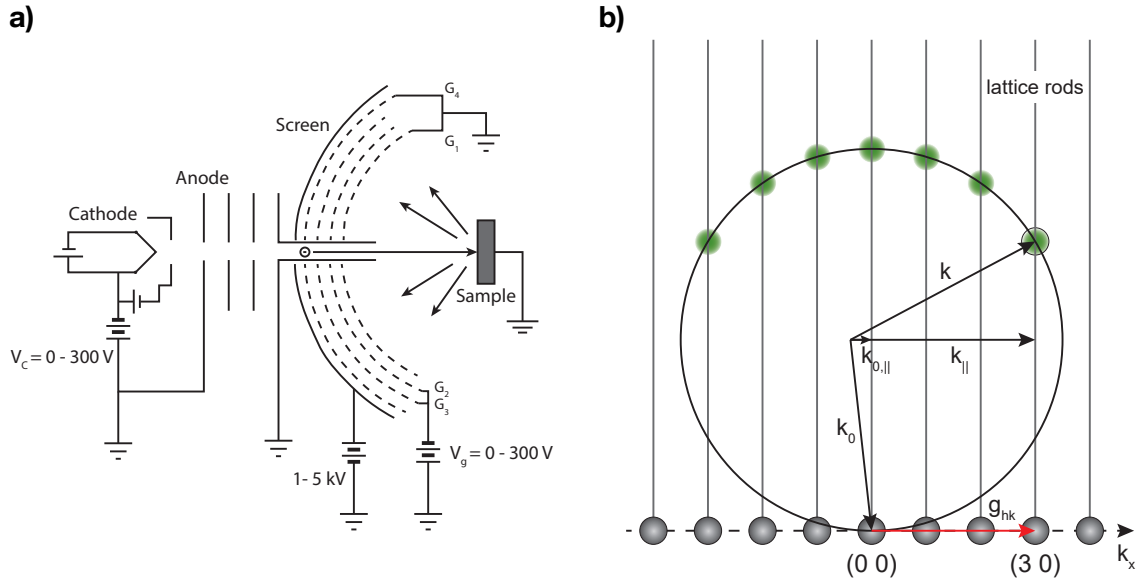 a)
Screen
G4
G1
Anode
Cathode
Sample
VC = 0 - 300 V
G2
G3
1- 5 kV
Vg = 0 - 300 V
b)
lattice rods
k
k0,||
k||
k0
ghk
(0 0)
(3 0)
kx